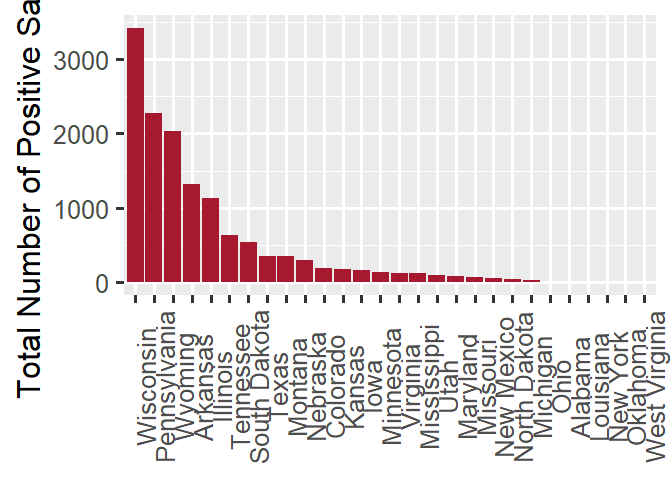 Total Number of Positive Sa
3000
2000
1000
0
Wisconsin
Pennsylvania
Wyoming
Arkansas
Illinois
Tennessee
South Dakota
Texas
Montana
Nebraska
Colorado
Kansas
Iowa
Minnesota
Virginia
Mississippi
Utah
Maryland
Missouri
New Mexico
North Dakota
Michigan
Ohio
Alabama
Louisiana
New York
Oklahoma
West Virginia